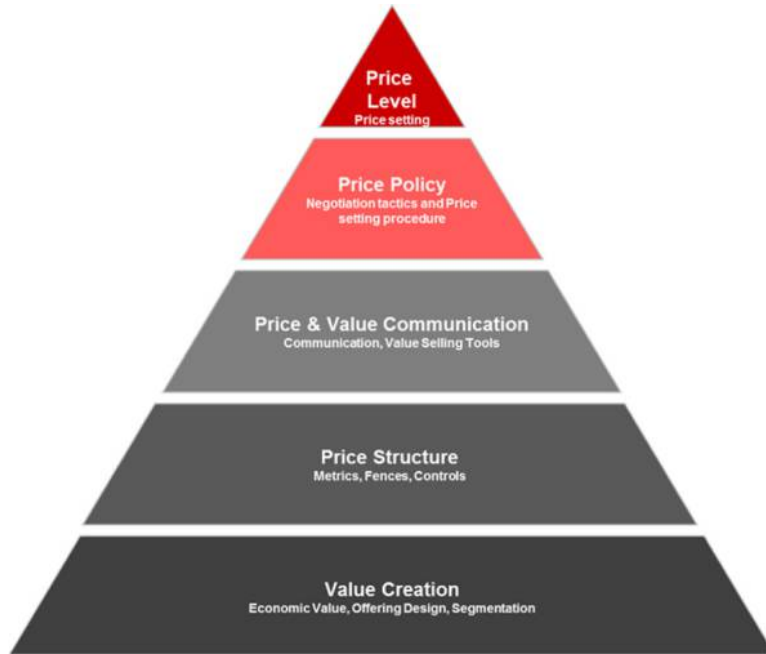 Price
Level
Price setting
Price Policy
Negotiation tactics and Price
setting procedure
Price & Value Communication
Communication, Value Selling Tools
Price Structure
Metrics, Fences, Controls
Value Creation
Economic Value, Offering Design, Segmentation